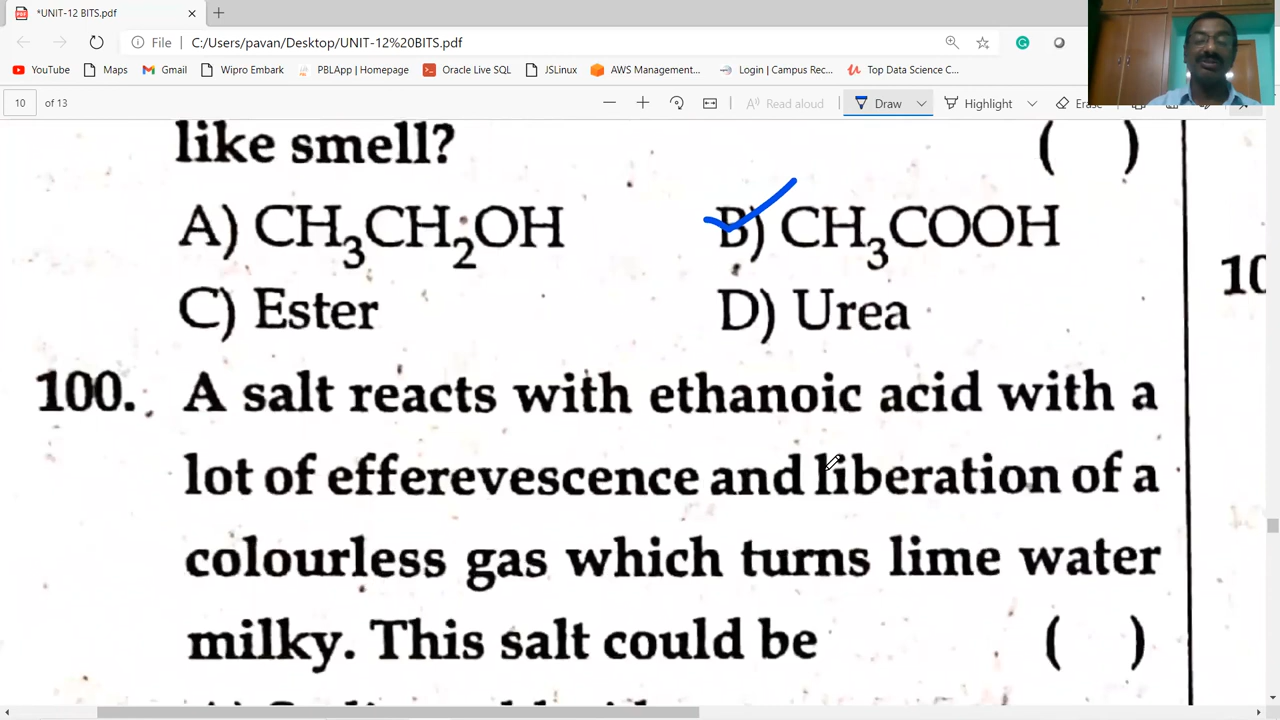 *UNIT-12 BITS.pdf
File C:/Users/pavan/Desktop/UNIT-12%20BITS.pdf
YouTube Maps Gmail Wipro Embark PBLApp | Homepage Oracle Live SQL JSLinux AWS Management... Login | Campus Rec... Top Data Science C...
10 of 13 Read aloud Draw Highlight Erase
like smell? ( )
A) CH₃CH₂OH B) CH₃COOH
C) Ester D) Urea
10
100. A salt reacts with ethanoic acid with a
lot of efferevescence and liberation of a
colourless gas which turns lime water
milky. This salt could be ( )